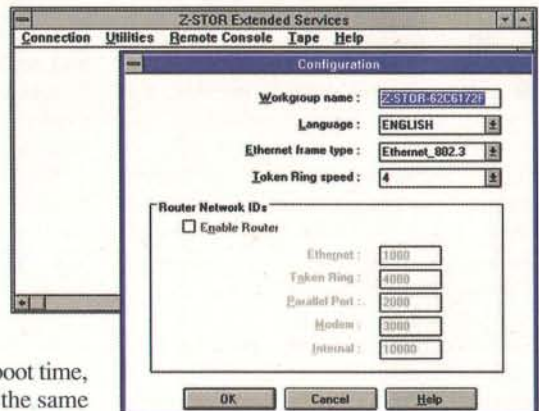 Z-STOR Extended Services
Connection Utilities Remote Console Tape Help
Configuration
Workgroup name : Z-STOR-62C6172F
Language : ENGLISH
Ethernet frame type : Ethernet_802.3
Token Ring speed : 4
Router Network IDs
Enable Router
Ethernet : 1000
Token Ring : 4000
Parallel Port : 2000
Modem : 3000
Internal : 10000
OK Cancel Help
boot time,
the same